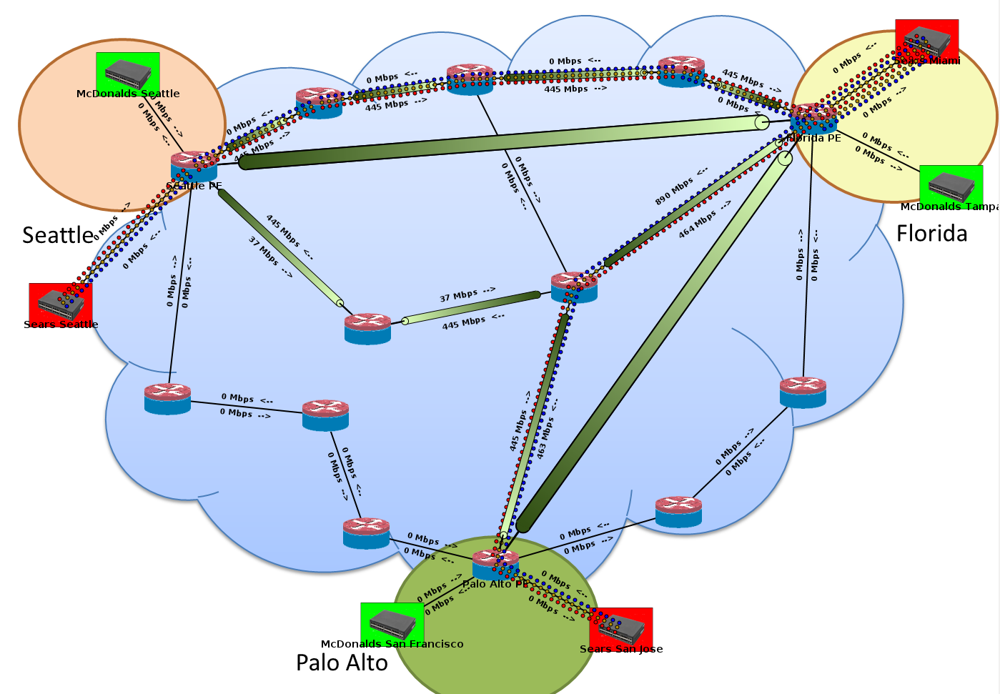 McDonalds Seattle
0 Mbps <--
Mbps -->
Seattle PE
0 Mbps <--
445 Mbps -->
0 Mbps <--
445 Mbps -->
0 Mbps <--
445 Mbps -->
445 Mbps -->
0 Mbps <--
0 Mbps <--
0 Mbps -->
Sears Miami
Florida PE
0 Mbps <--
0 Mbps -->
McDonalds Tampa
Florida
Seattle
0 Mbps -->
0 Mbps <--
Sears Seattle
0 Mbps -->
0 Mbps <--
445 Mbps <--
37 Mbps -->
0 Mbps -->
0 Mbps <--
890 Mbps <--
464 Mbps -->
37 Mbps -->
445 Mbps <--
0 Mbps -->
0 Mbps <--
445 Mbps -->
463 Mbps <--
0 Mbps <--
0 Mbps -->
0 Mbps <--
0 Mbps -->
0 Mbps -->
0 Mbps <--
0 Mbps -->
0 Mbps <--
0 Mbps <--
0 Mbps -->
Palo Alto PE
0 Mbps -->
0 Mbps <--
0 Mbps <--
0 Mbps -->
McDonalds San Francisco
Sears San Jose
Palo Alto